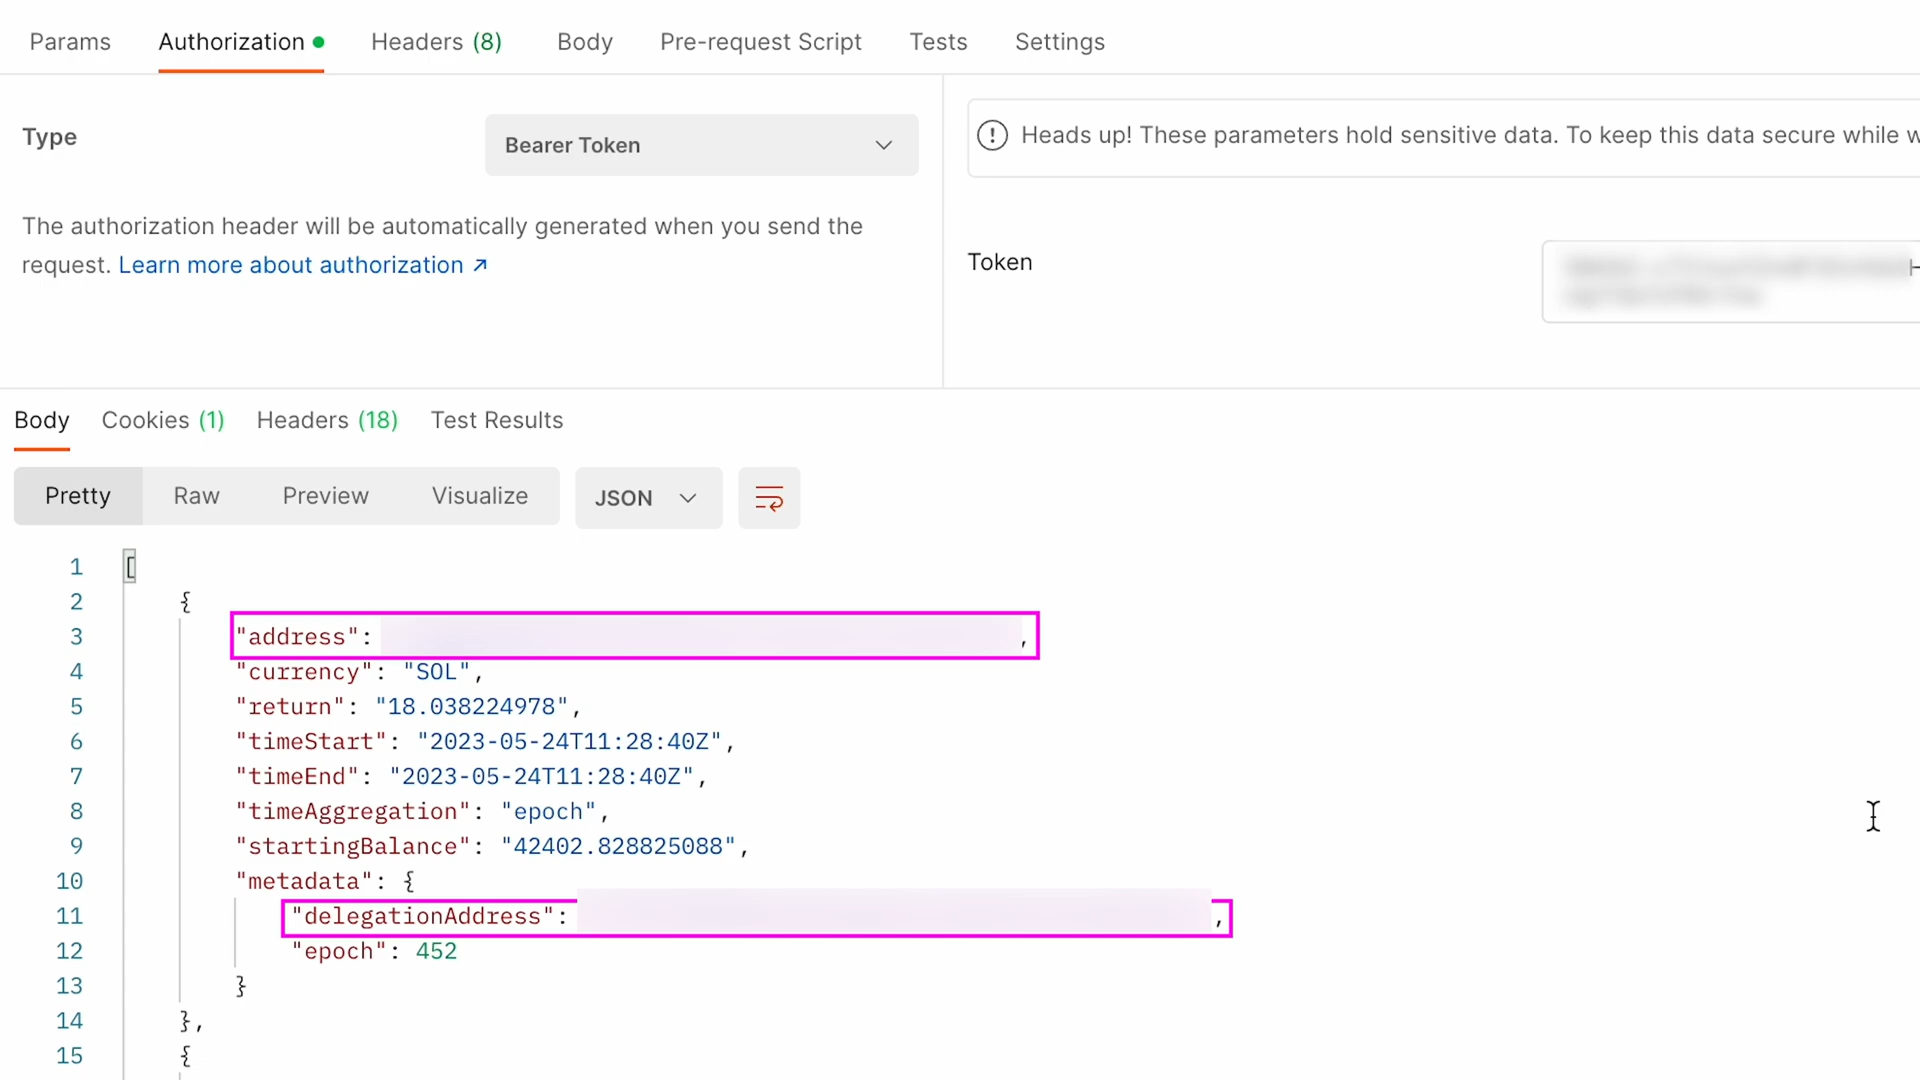 Params Authorization Headers (8) Body Pre-request Script Tests Settings
Type
Bearer Token
The authorization header will be automatically generated when you send the
request. Learn more about authorization ↗
Heads up! These parameters hold sensitive data. To keep this data secure while w
Token
Body Cookies (1) Headers (18) Test Results
Pretty Raw Preview Visualize JSON
1 [
2 {
3 "address": ,
4 "currency": "SOL",
5 "return": "18.038224978",
6 "timeStart": "2023-05-24T11:28:40Z",
7 "timeEnd": "2023-05-24T11:28:40Z",
8 "timeAggregation": "epoch",
9 "startingBalance": "42402.828825088",
10 "metadata": {
11 "delegationAddress": ,
12 "epoch": 452
13 }
14 },
15 {